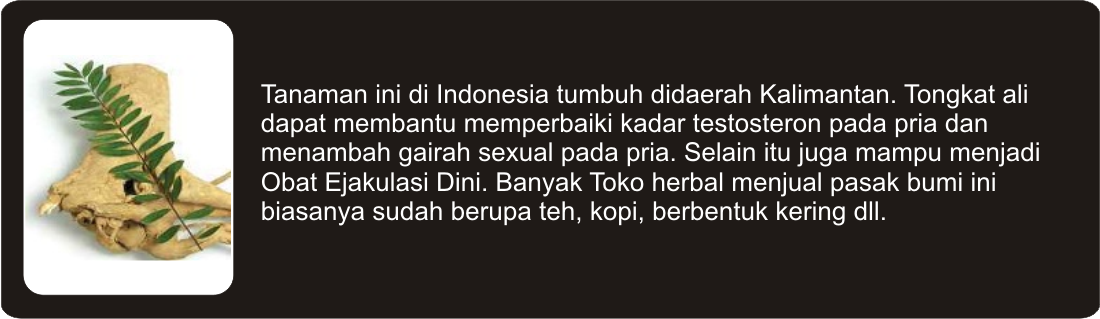 Tanaman ini di Indonesia tumbuh didaerah Kalimantan. Tongkat ali
dapat membantu memperbaiki kadar testosteron pada pria dan
menambah gairah sexual pada pria. Selain itu juga mampu menjadi
Obat Ejakulasi Dini. Banyak Toko herbal menjual pasak bumi ini
biasanya sudah berupa teh, kopi, berbentuk kering dll.